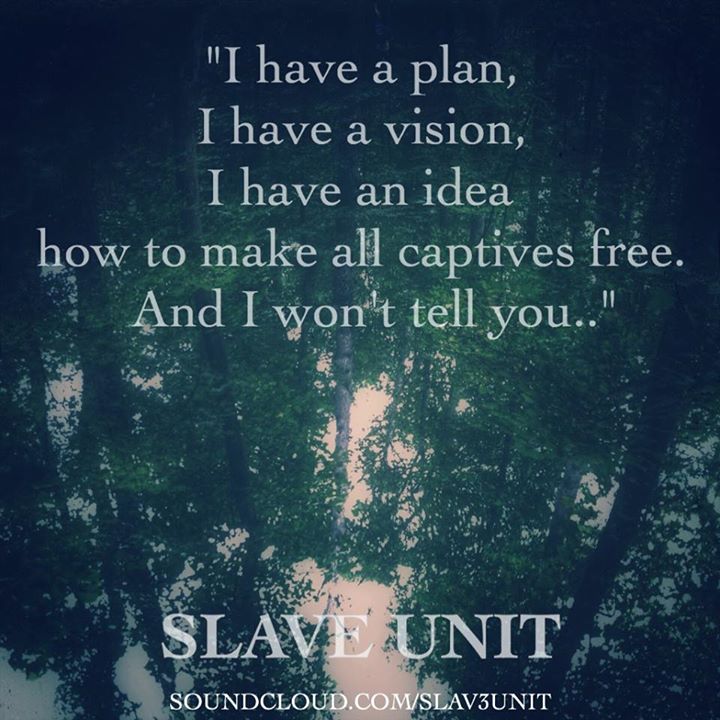 "I have a plan,
I have a vision,
I have an idea
how to make all captives free.
And I won't tell you.."
SLAVE UNIT
SOUNDCLOUD.COM/SLAV3UNIT